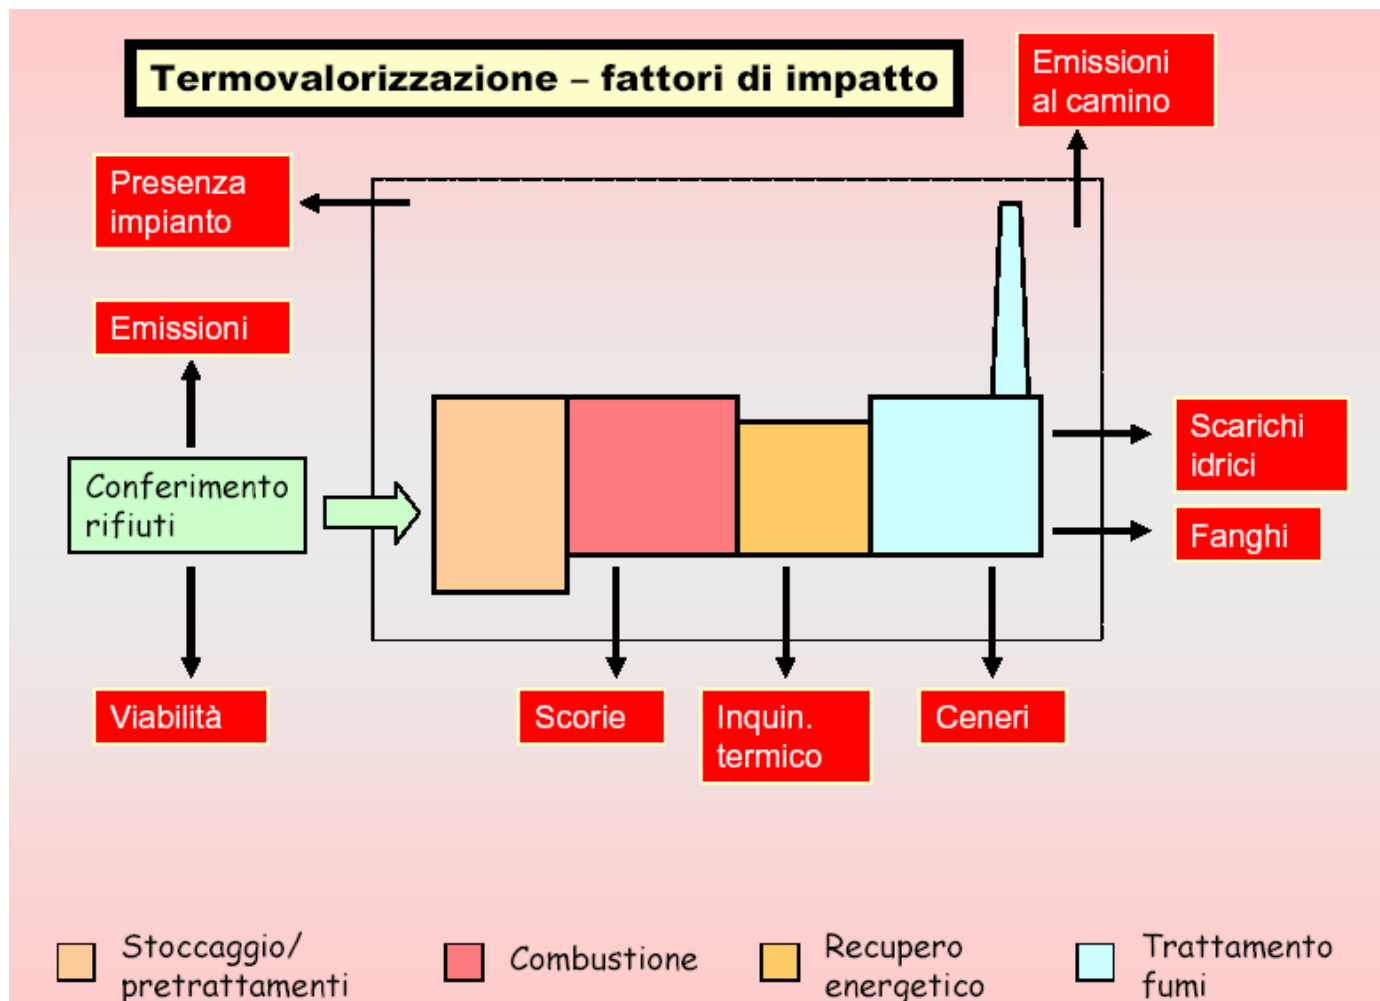 Termovalorizzazione – fattori di impatto
Emissioni
al camino
Presenza
impianto
Emissioni
Conferimento
rifiuti
Scarichi
idrici
Fanghi
Viabilità
Scorie
Inquin.
termico
Ceneri
Stoccaggio/
pretrattamenti
Combustione
Recupero
energetico
Trattamento
fumi